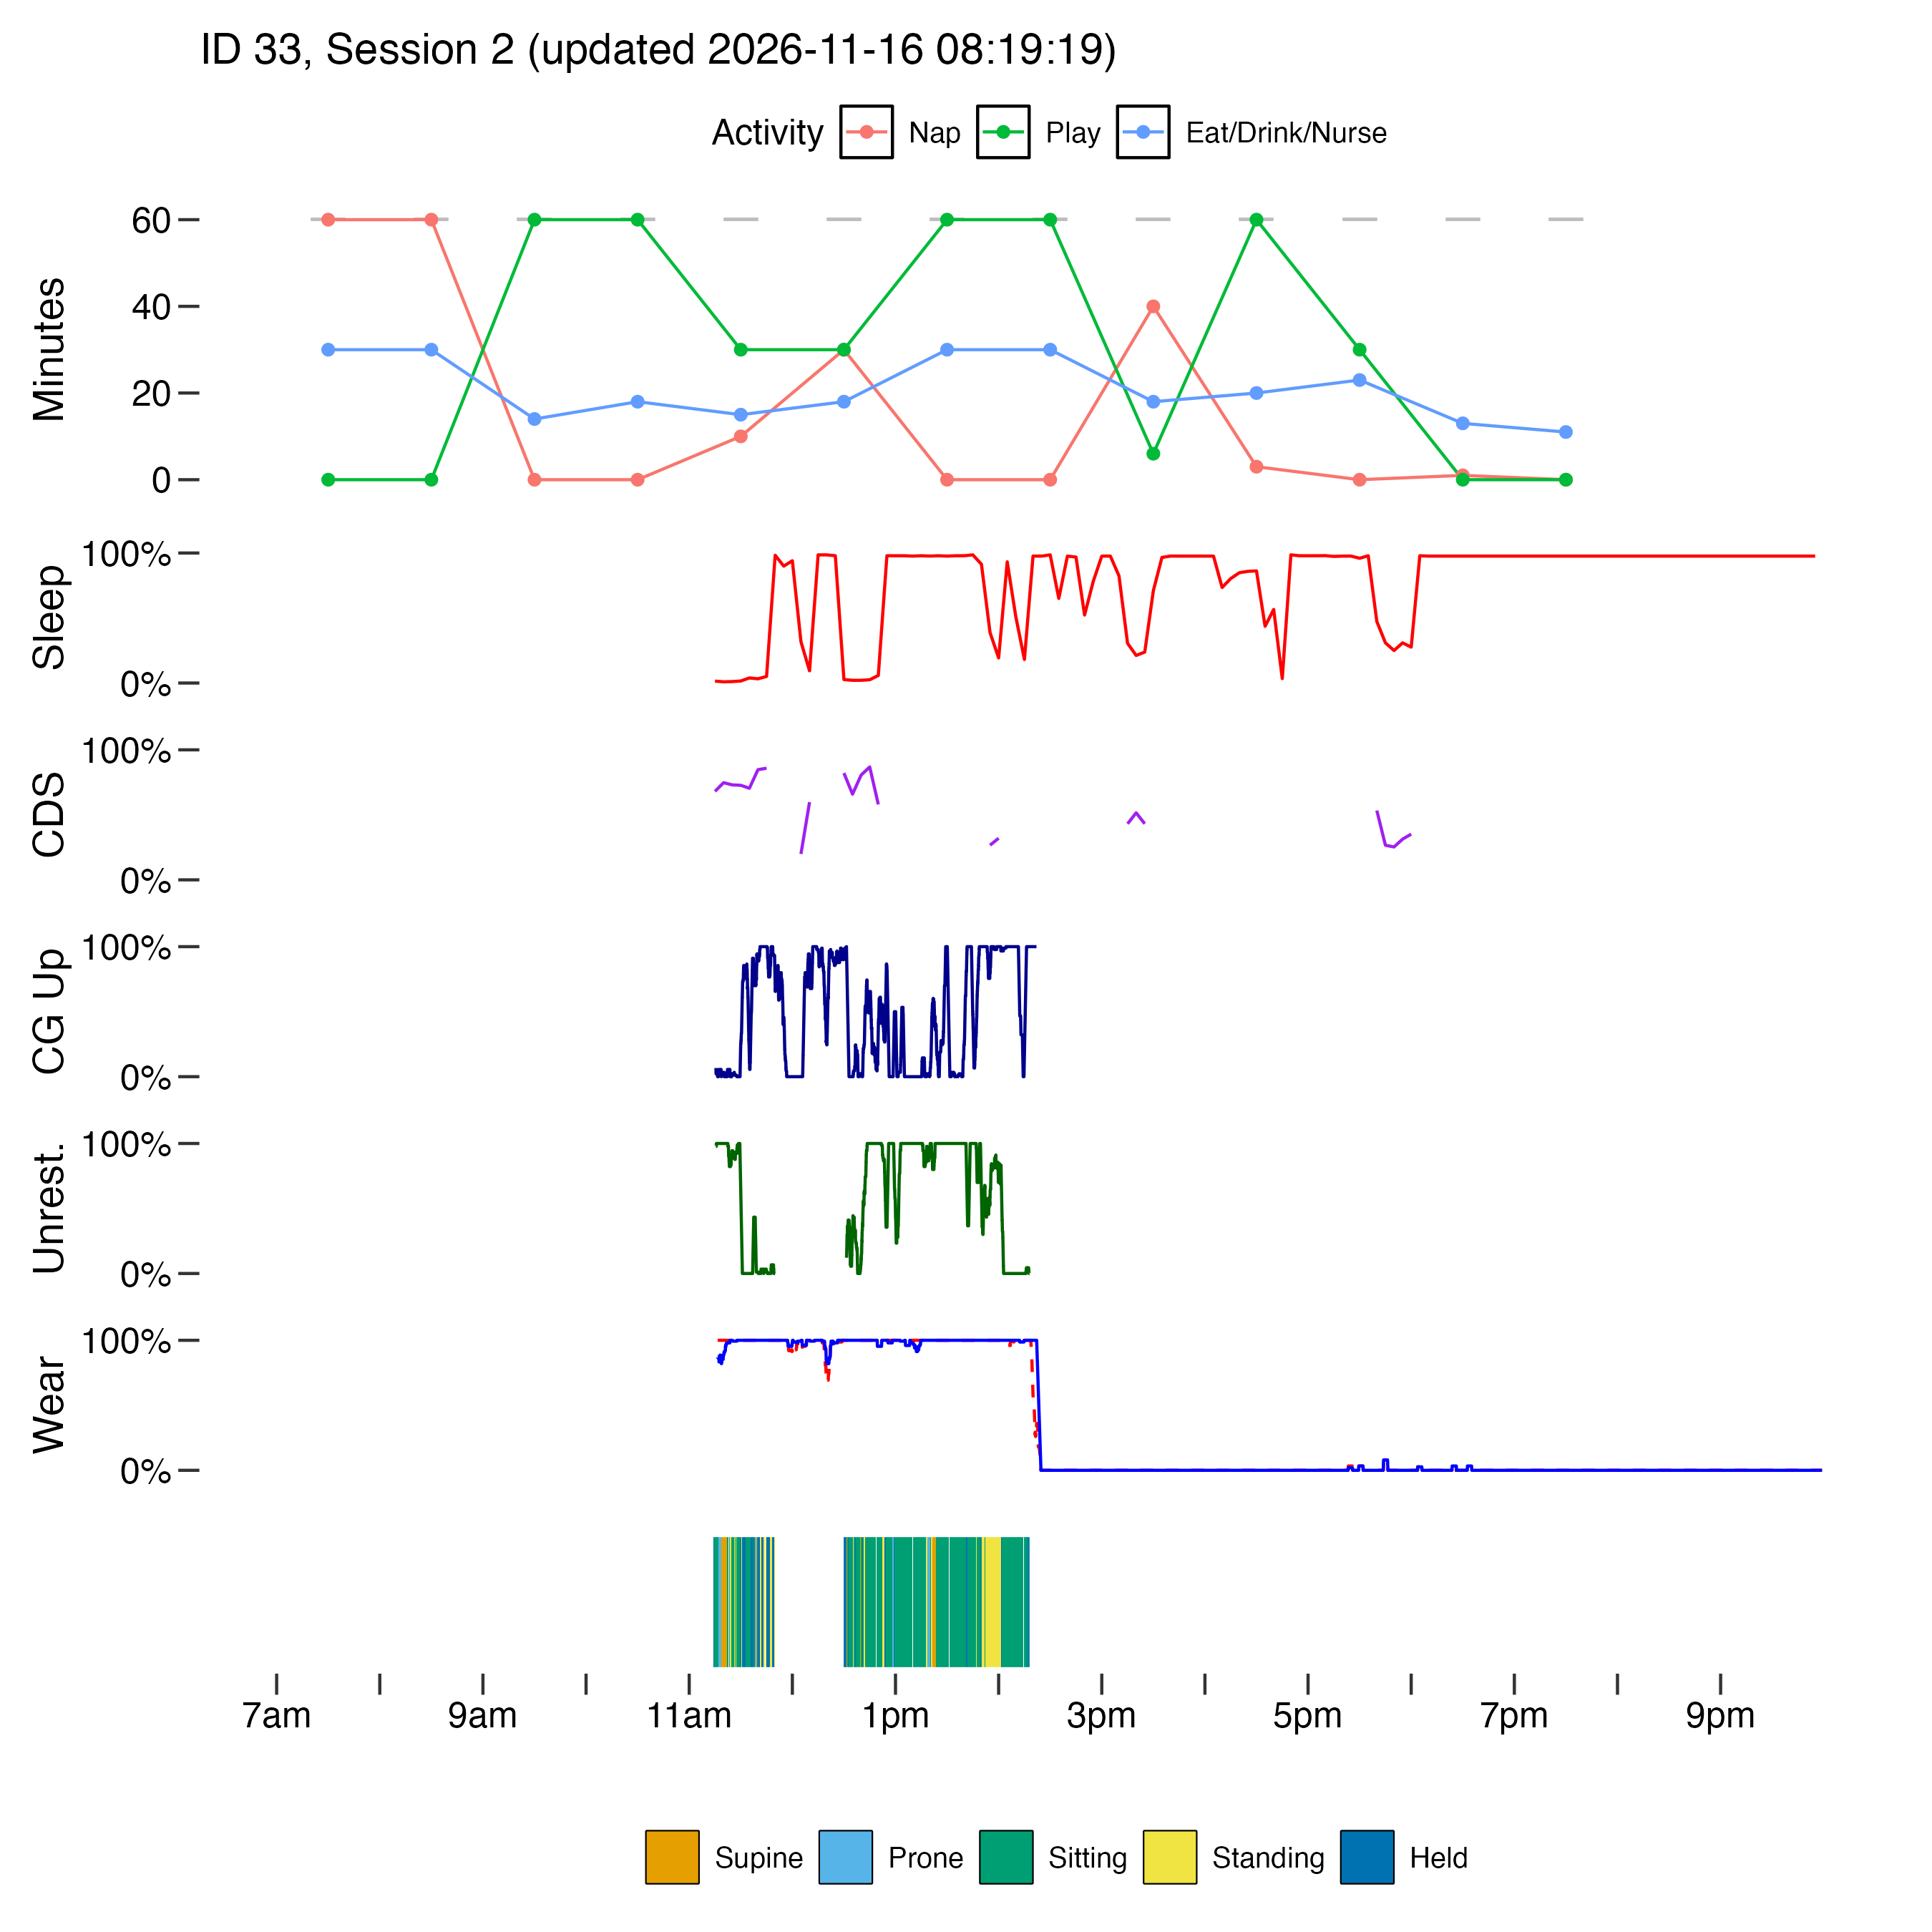 ID 33, Session 2 (updated 2026-11-16 08:19:19)
Activity Nap Play Eat/Drink/Nurse
Minutes
60
40
20
0
Sleep
100%
0%
CDS
100%
0%
CG Up
100%
0%
Unrest.
100%
0%
Wear
100%
0%
7am 9am 11am 1pm 3pm 5pm 7pm 9pm
Supine Prone Sitting Standing Held